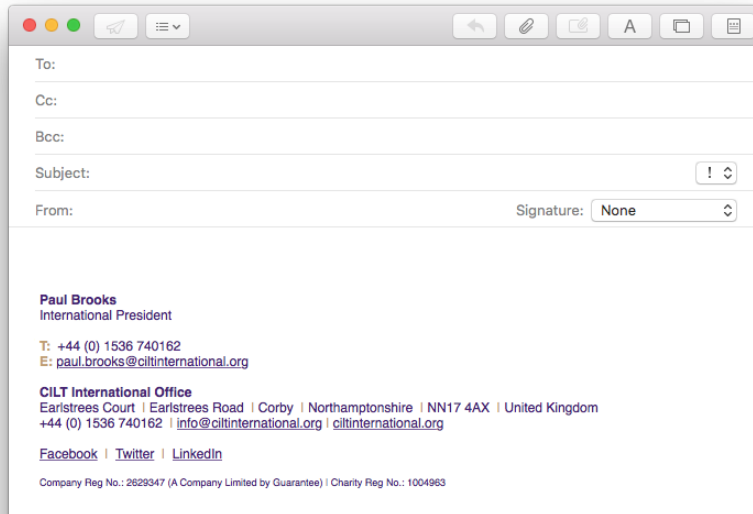 To:
Cc:
Bcc:
Subject: !
From: Signature: None
Paul Brooks
International President
T: +44 (0) 1536 740162
E: paul.brooks@ciltinternational.org
CILT International Office
Earlstrees Court | Earlstrees Road | Corby | Northamptonshire | NN17 4AX | United Kingdom
+44 (0) 1536 740162 | info@ciltinternational.org | ciltinternational.org
Facebook | Twitter | LinkedIn
Company Reg No.: 2629347 (A Company Limited by Guarantee) | Charity Reg No.: 1004963